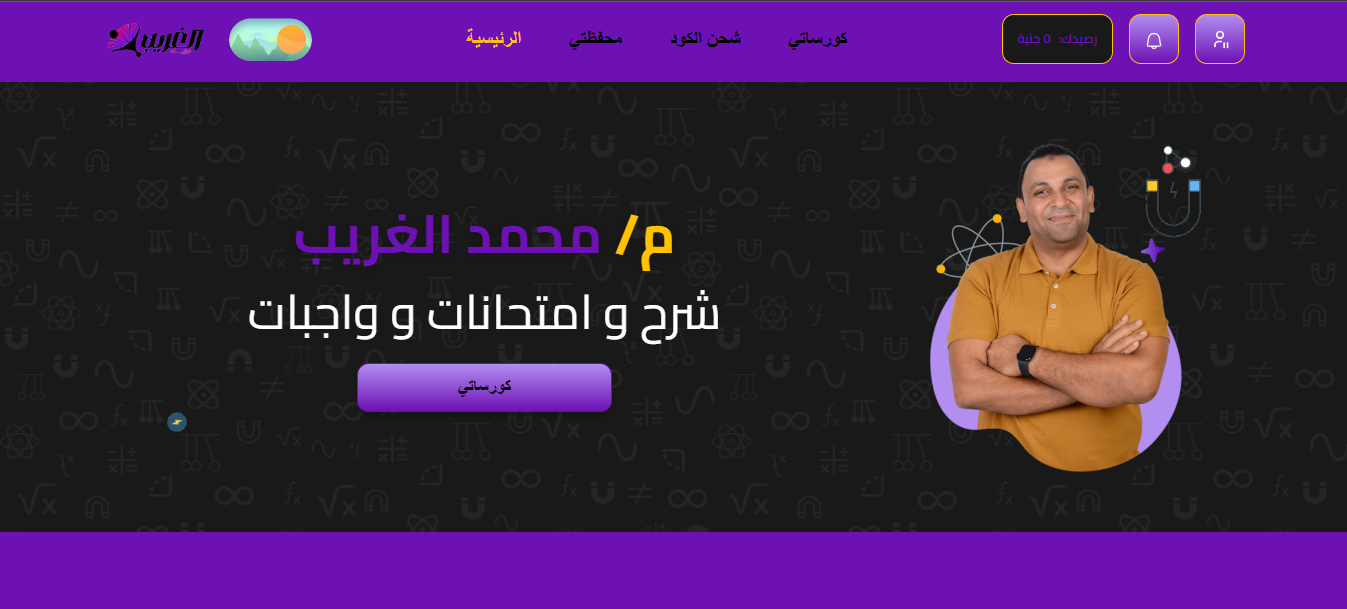 الغريب
الرئيسية
محفظتي
شحن الكود
كورساتي
رصيدك: 0 جنية
م/ محمد الغريب
شرح و امتحانات و واجبات
كورساتي